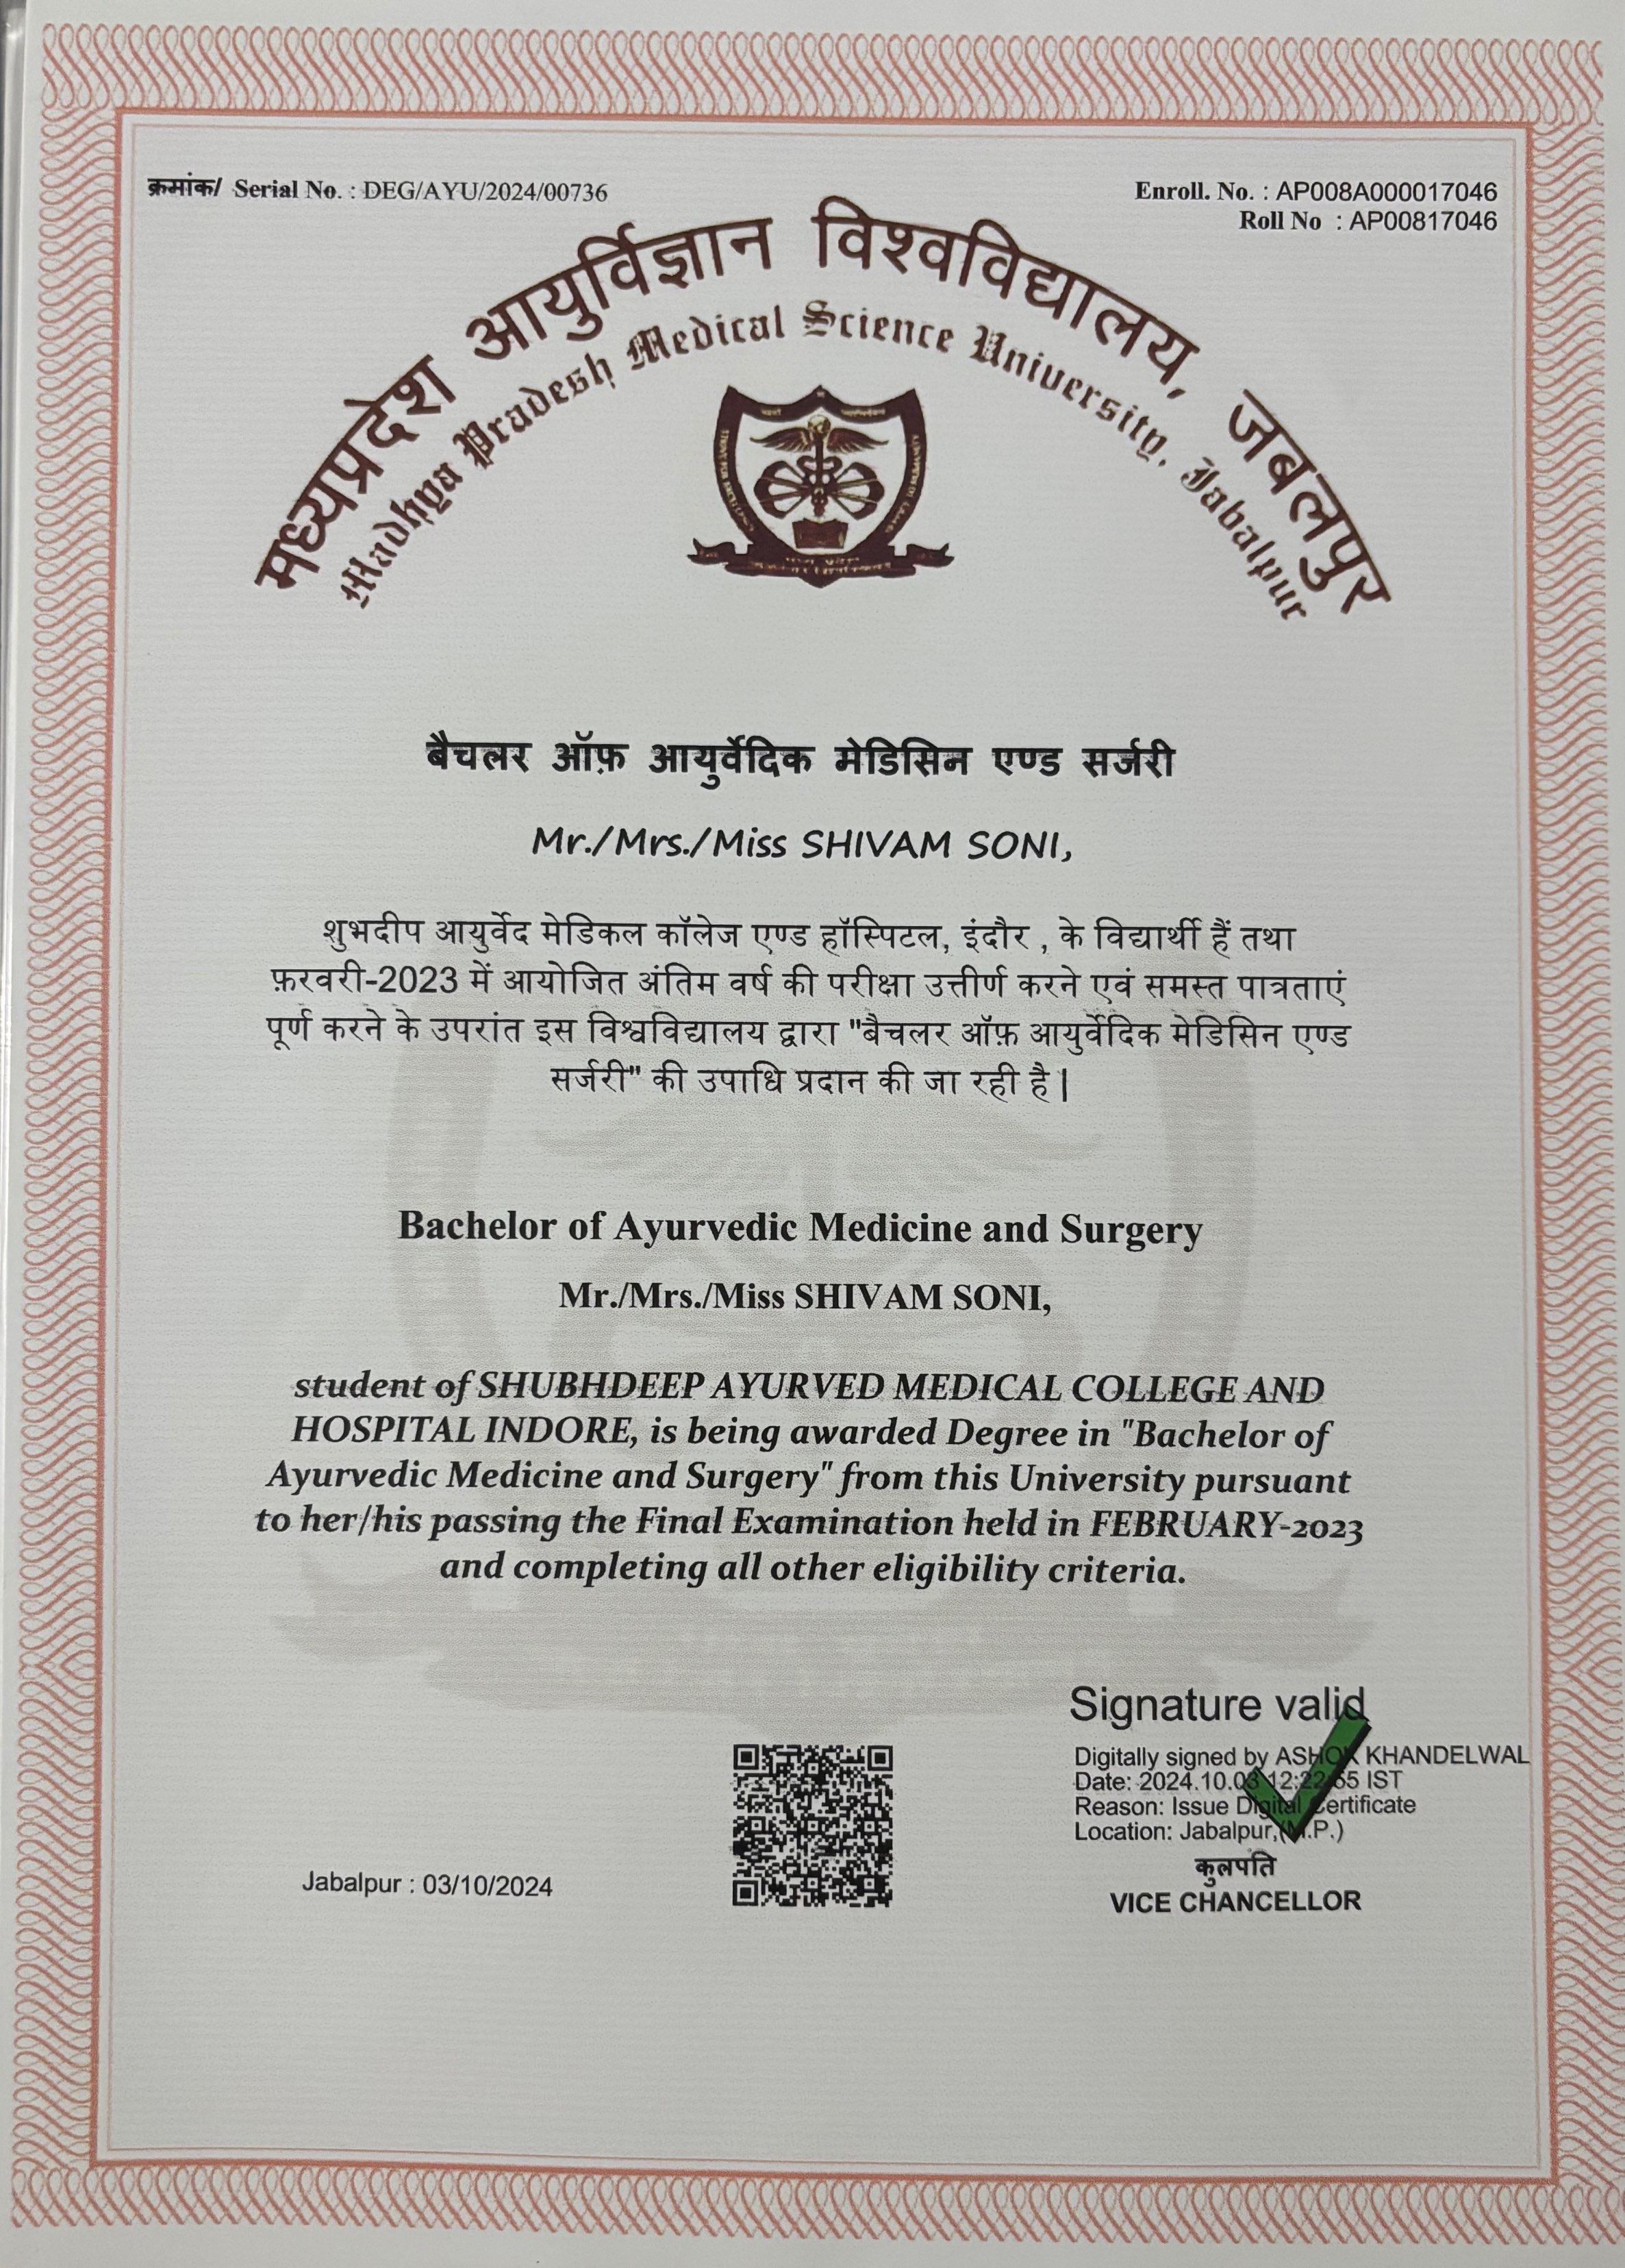 क्रमांक/ Serial No. : DEG/AYU/2024/00736
Enroll. No. : AP008A000017046
Roll No : AP00817046
मध्यप्रदेश आयुर्विज्ञान विश्वविद्यालय, जबलपुर
Madhya Pradesh Medical Science University, Jabalpur
बैचलर ऑफ़ आयुर्वेदिक मेडिसिन एण्ड सर्जरी
Mr./Mrs./Miss SHIVAM SONI,
शुभदीप आयुर्वेद मेडिकल कॉलेज एण्ड हॉस्पिटल, इंदौर , के विद्यार्थी हैं तथा
फ़रवरी-2023 में आयोजित अंतिम वर्ष की परीक्षा उत्तीर्ण करने एवं समस्त पात्रताएं
पूर्ण करने के उपरांत इस विश्वविद्यालय द्वारा "बैचलर ऑफ़ आयुर्वेदिक मेडिसिन एण्ड
सर्जरी" की उपाधि प्रदान की जा रही है |
Bachelor of Ayurvedic Medicine and Surgery
Mr./Mrs./Miss SHIVAM SONI,
student of SHUBHDEEP AYURVED MEDICAL COLLEGE AND
HOSPITAL INDORE, is being awarded Degree in "Bachelor of
Ayurvedic Medicine and Surgery" from this University pursuant
to her/his passing the Final Examination held in FEBRUARY-2023
and completing all other eligibility criteria.
Signature valid
Digitally signed by ASHOK KHANDELWAL
Date: 2024.10.03 12:22:55 IST
Reason: Issue Digital Certificate
Location: Jabalpur,(M.P.)
कुलपति
VICE CHANCELLOR
Jabalpur : 03/10/2024